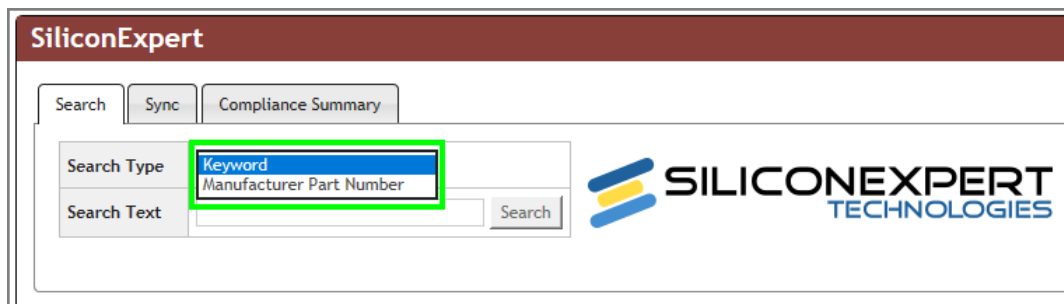 SiliconExpert
Search Sync Compliance Summary
Search Type Keyword
Manufacturer Part Number
Search Text Search
SILICONEXPERT
TECHNOLOGIES